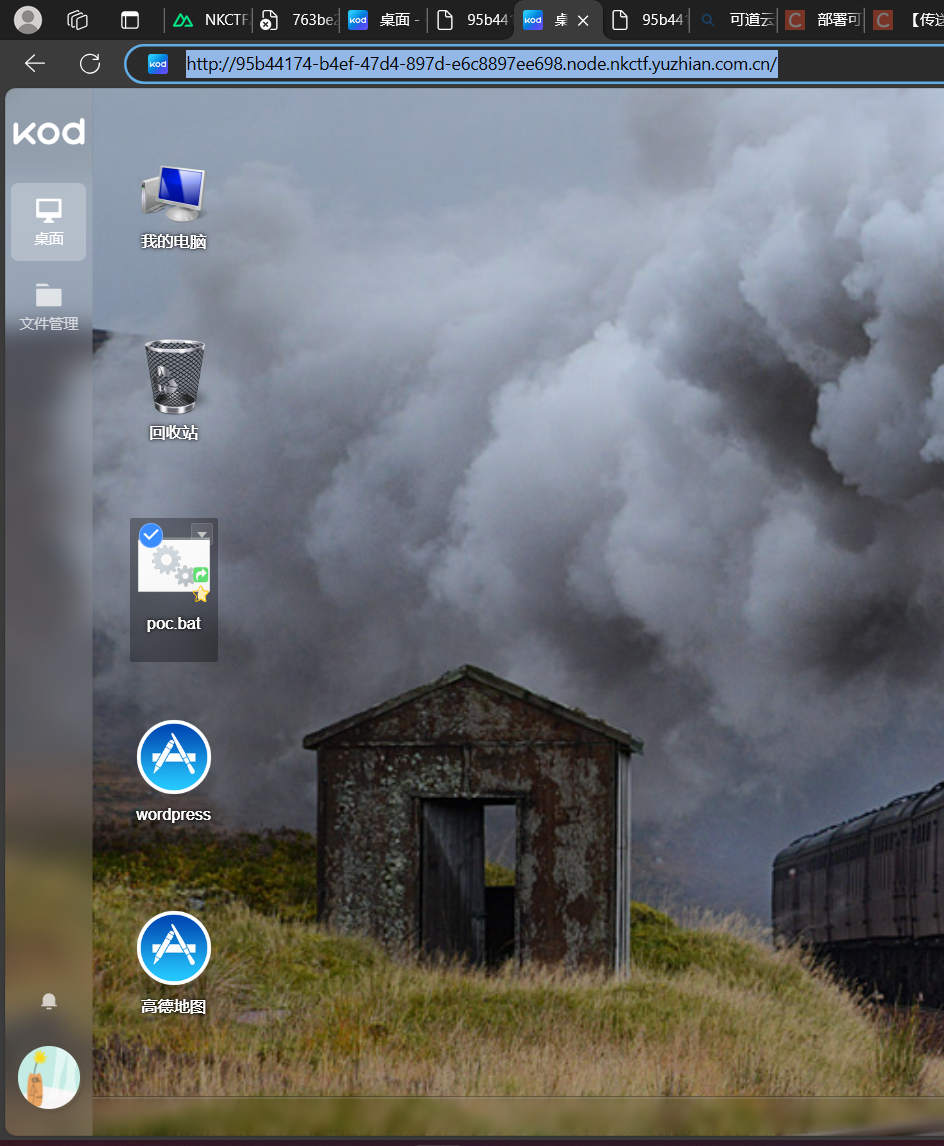 NKCTF
763be
桌面 -
95b44
桌
95b44
可道云
部署可
【传送
http://95b44174-b4ef-47d4-897d-e6c8897ee698.node.nkctf.yuzhian.com.cn/
kod
桌面
文件管理
我的电脑
回收站
poc.bat
wordpress
高德地图